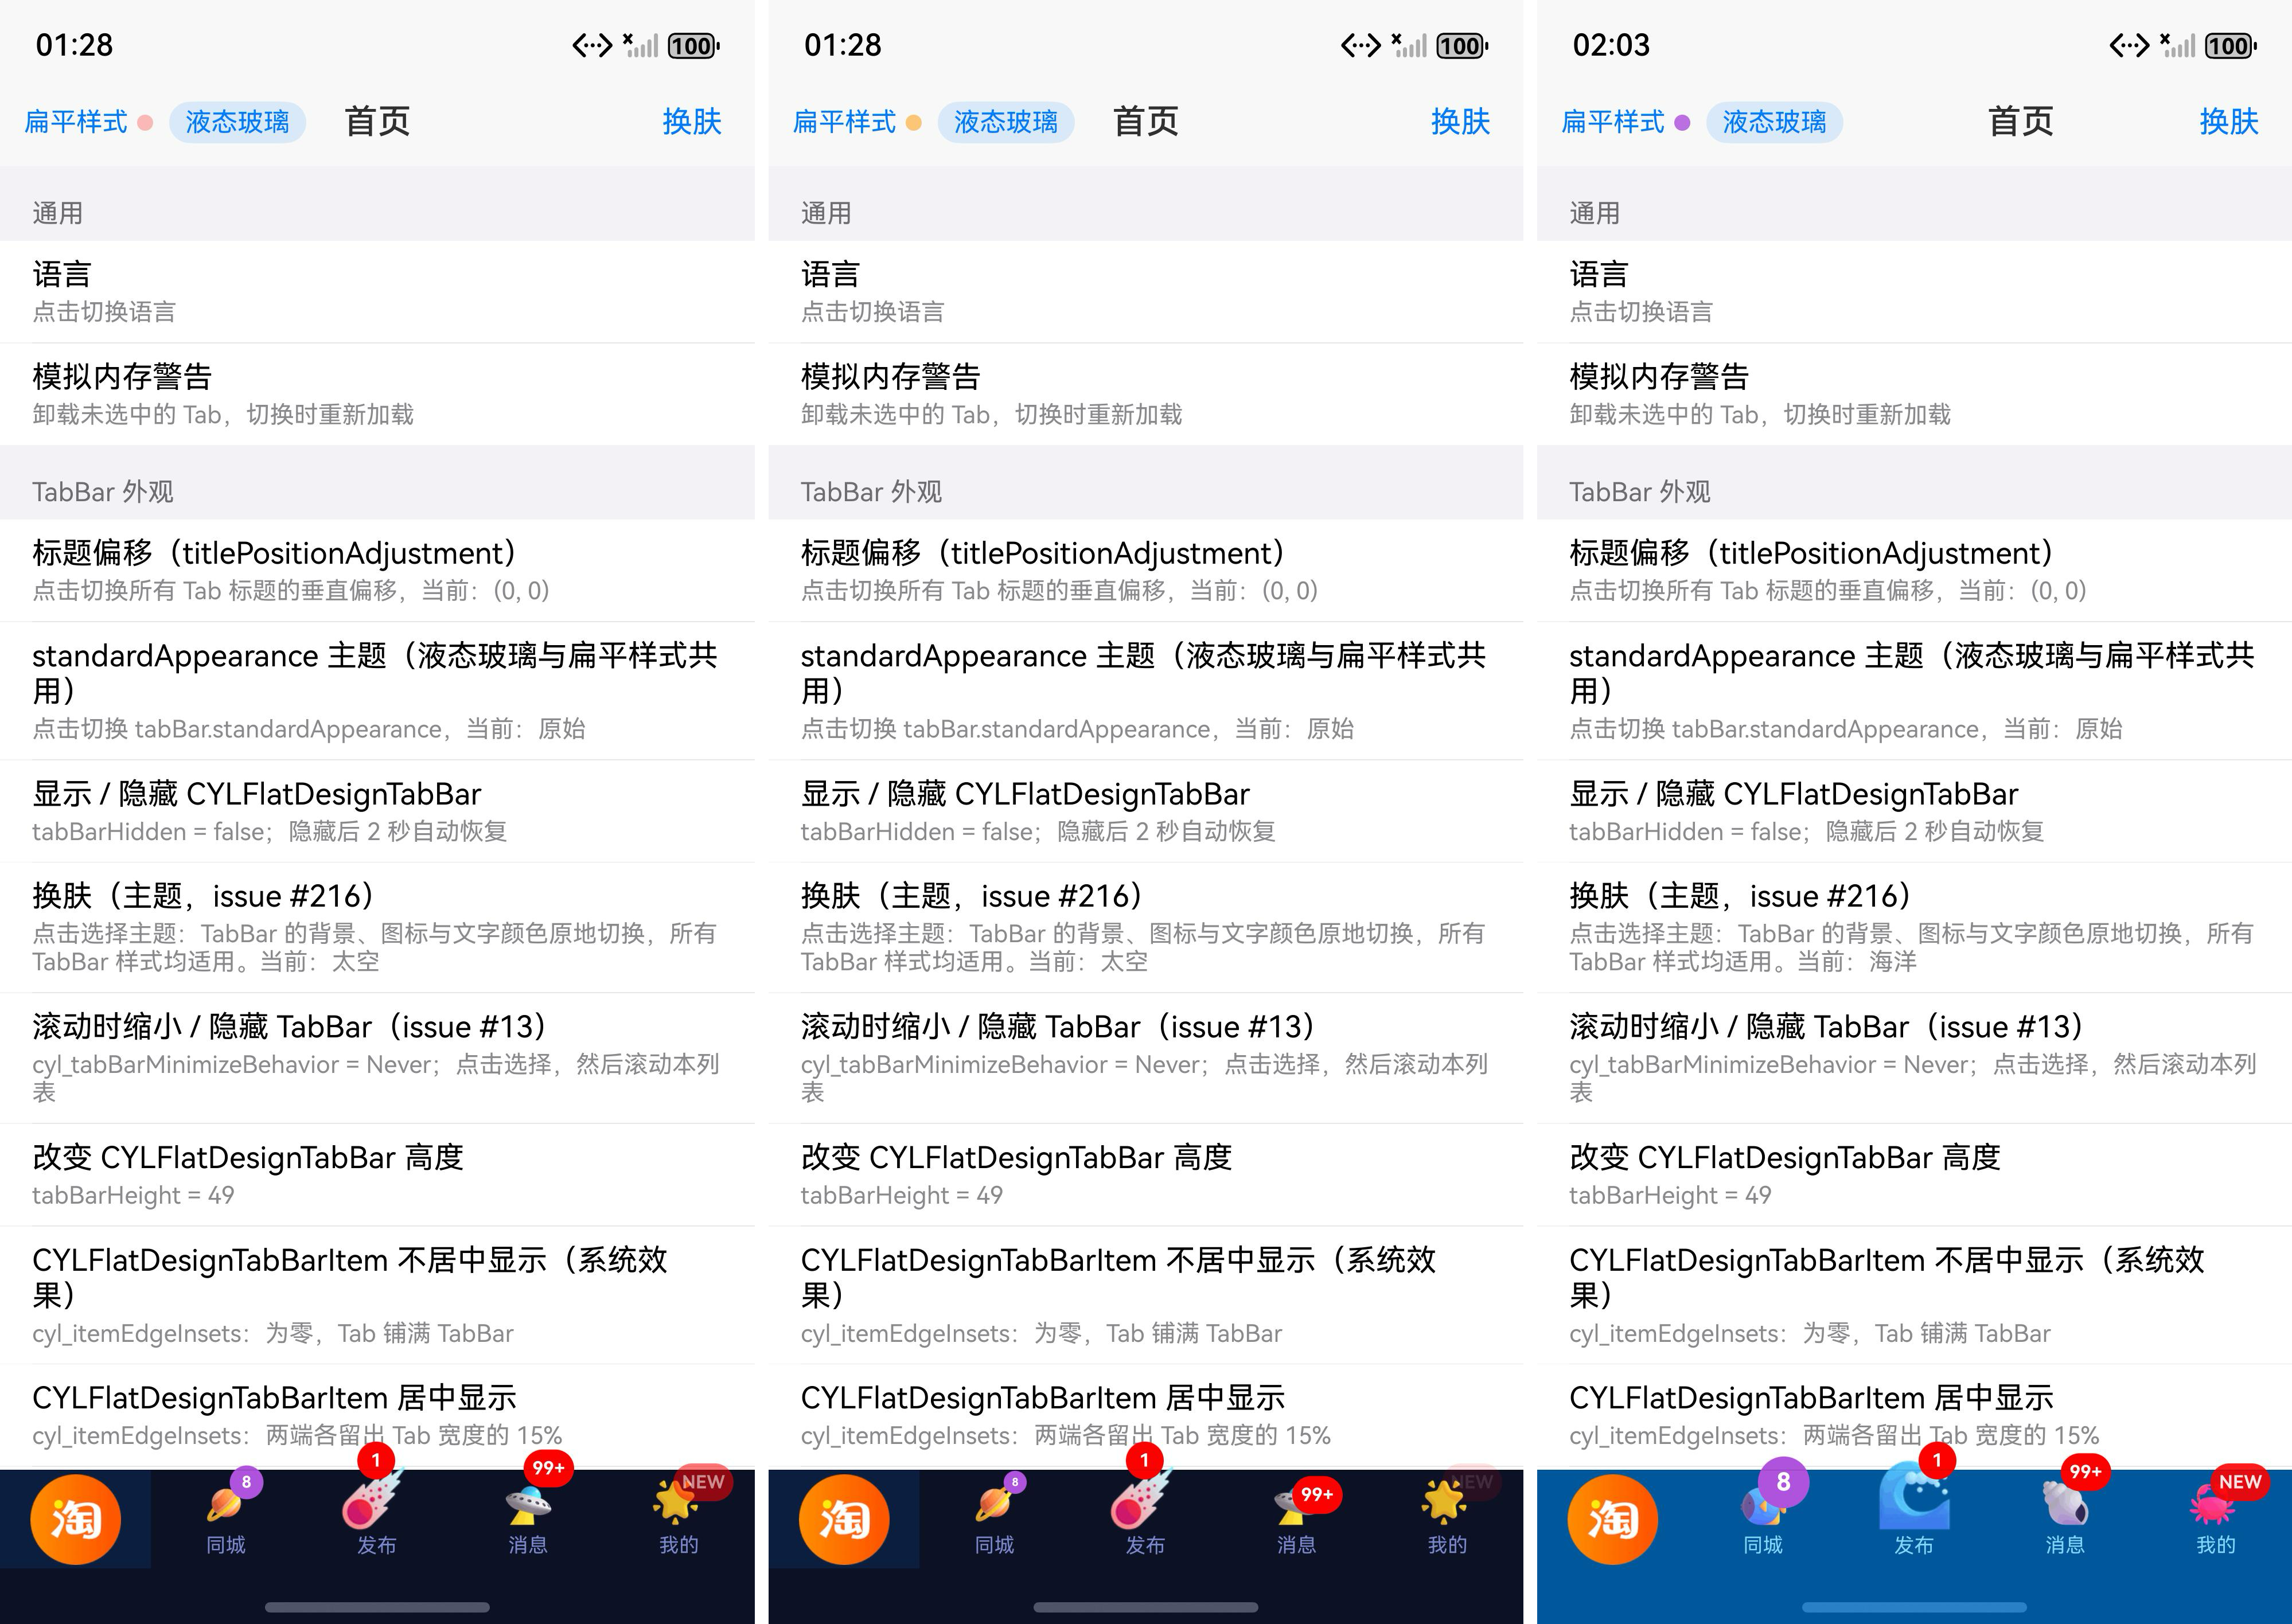 01:28
100
扁平样式
液态玻璃
首页
换肤
通用
语言
点击切换语言
模拟内存警告
卸载未选中的 Tab，切换时重新加载
TabBar 外观
标题偏移（titlePositionAdjustment）
点击切换所有 Tab 标题的垂直偏移，当前：(0, 0)
standardAppearance 主题（液态玻璃与扁平样式共
用）
点击切换 tabBar.standardAppearance，当前：原始
显示 / 隐藏 CYLFlatDesignTabBar
tabBarHidden = false；隐藏后 2 秒自动恢复
换肤（主题，issue #216）
点击选择主题：TabBar 的背景、图标与文字颜色原地切换，所有
TabBar 样式均适用。当前：太空
滚动时缩小 / 隐藏 TabBar（issue #13）
cyl_tabBarMinimizeBehavior = Never；点击选择，然后滚动本列
表
改变 CYLFlatDesignTabBar 高度
tabBarHeight = 49
CYLFlatDesignTabBarItem 不居中显示（系统效
果）
cyl_itemEdgeInsets：为零，Tab 铺满 TabBar
CYLFlatDesignTabBarItem 居中显示
cyl_itemEdgeInsets：两端各留出 Tab 宽度的 15%
淘
8
同城
1
发布
99+
消息
NEW
我的
01:28
100
扁平样式
液态玻璃
首页
换肤
通用
语言
点击切换语言
模拟内存警告
卸载未选中的 Tab，切换时重新加载
TabBar 外观
标题偏移（titlePositionAdjustment）
点击切换所有 Tab 标题的垂直偏移，当前：(0, 0)
standardAppearance 主题（液态玻璃与扁平样式共
用）
点击切换 tabBar.standardAppearance，当前：原始
显示 / 隐藏 CYLFlatDesignTabBar
tabBarHidden = false；隐藏后 2 秒自动恢复
换肤（主题，issue #216）
点击选择主题：TabBar 的背景、图标与文字颜色原地切换，所有
TabBar 样式均适用。当前：太空
滚动时缩小 / 隐藏 TabBar（issue #13）
cyl_tabBarMinimizeBehavior = Never；点击选择，然后滚动本列
表
改变 CYLFlatDesignTabBar 高度
tabBarHeight = 49
CYLFlatDesignTabBarItem 不居中显示（系统效
果）
cyl_itemEdgeInsets：为零，Tab 铺满 TabBar
CYLFlatDesignTabBarItem 居中显示
cyl_itemEdgeInsets：两端各留出 Tab 宽度的 15%
淘
8
同城
1
发布
99+
消息
NEW
我的
02:03
100
扁平样式
液态玻璃
首页
换肤
通用
语言
点击切换语言
模拟内存警告
卸载未选中的 Tab，切换时重新加载
TabBar 外观
标题偏移（titlePositionAdjustment）
点击切换所有 Tab 标题的垂直偏移，当前：(0, 0)
standardAppearance 主题（液态玻璃与扁平样式共
用）
点击切换 tabBar.standardAppearance，当前：原始
显示 / 隐藏 CYLFlatDesignTabBar
tabBarHidden = false；隐藏后 2 秒自动恢复
换肤（主题，issue #216）
点击选择主题：TabBar 的背景、图标与文字颜色原地切换，所有
TabBar 样式均适用。当前：海洋
滚动时缩小 / 隐藏 TabBar（issue #13）
cyl_tabBarMinimizeBehavior = Never；点击选择，然后滚动本列
表
改变 CYLFlatDesignTabBar 高度
tabBarHeight = 49
CYLFlatDesignTabBarItem 不居中显示（系统效
果）
cyl_itemEdgeInsets：为零，Tab 铺满 TabBar
CYLFlatDesignTabBarItem 居中显示
cyl_itemEdgeInsets：两端各留出 Tab 宽度的 15%
淘
8
同城
1
发布
99+
消息
NEW
我的